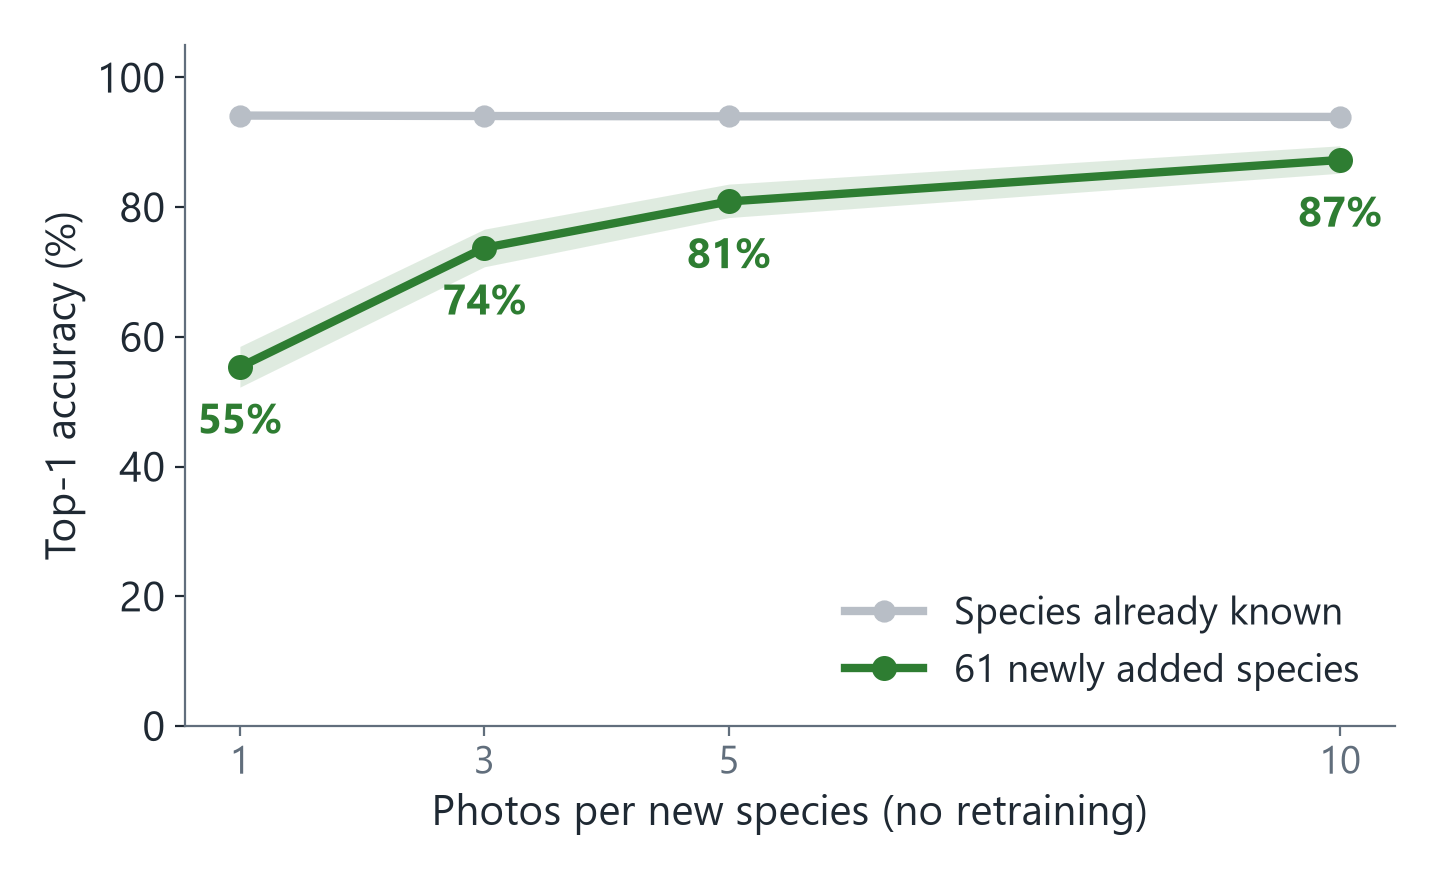 Top-1 accuracy (%)
100
80
60
40
20
0
55%
74%
81%
87%
Species already known
61 newly added species
1 3 5 10
Photos per new species (no retraining)